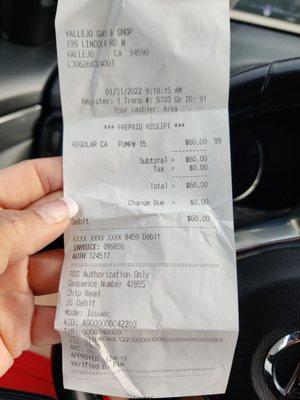 VALLEJO GAS & SHOP
199 LINCOLN RD W
VALLEJO CA 94590
01/31/2022 9:18:15 AM
Register: 1 Trans #: 5703 Op ID: 91
Your cashier: Area
*** PREPAID RECEIPT ***
REGULAR CA PUMP# 15 $60.00 99
Subtotal = $60.00
Tax = $0.00
Total = $60.00
Change Due = $0.00
Debit $60.00
XXXX XXXX XXXX 8450 Debit
INVOICE: 099856
AUTH 124517
POS Authorization Only
Sequence Number 42855
Chip Read
US Debit
Mode: Issuer
AID: A0000000042203
TVR:
APPROVED 124517
Verified By PIN